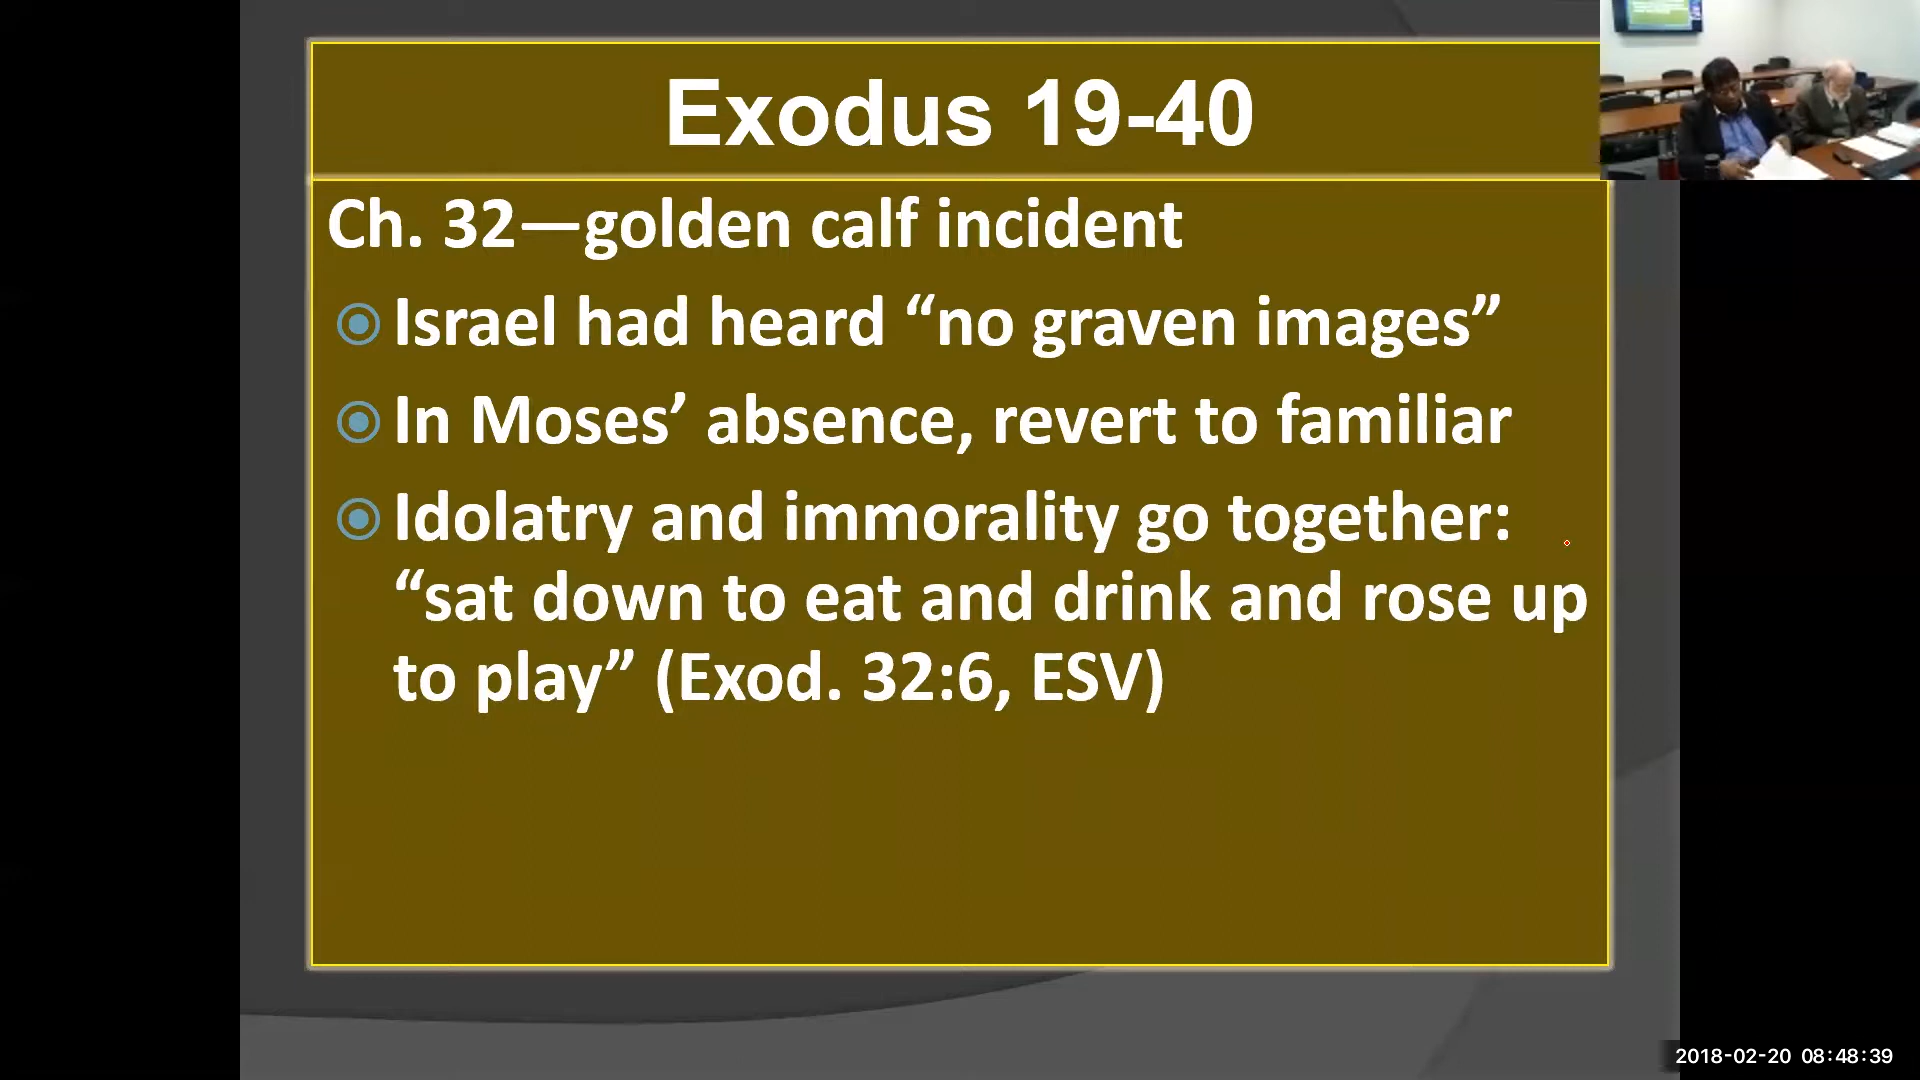 Exodus 19-40
Ch. 32—golden calf incident
Israel had heard “no graven images”
In Moses’ absence, revert to familiar
Idolatry and immorality go together:
“sat down to eat and drink and rose up
to play” (Exod. 32:6, ESV)
2018-02-20 08:48:39